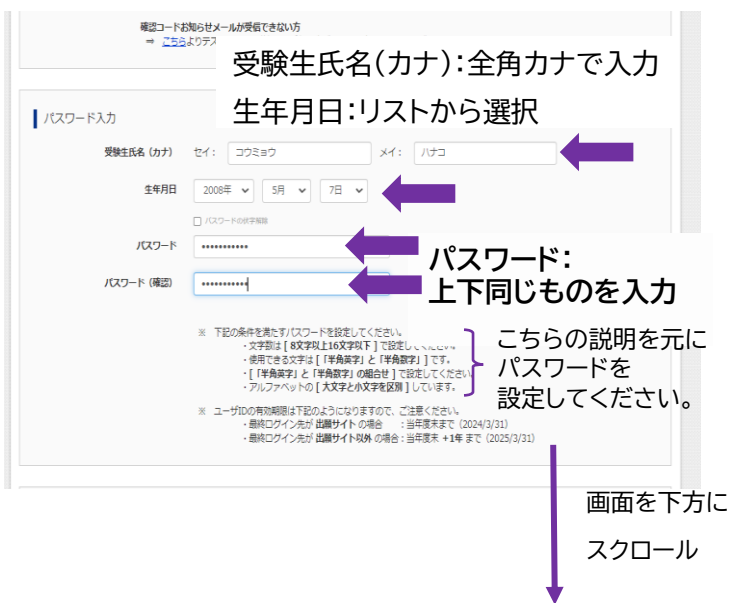 確認コードお知らせメールが受信できない方
⇒ こちらよりテス
受験生氏名(カナ):全角カナで入力
生年月日:リストから選択
パスワード入力
受験生氏名（カナ） セイ： コウミョウ メイ： ハナコ
生年月日 2008年 5月 7日
パスワードの伏字解除
パスワード •••••••••••
パスワード（確認） •••••••••••
パスワード：
上下同じものを入力
※ 下記の条件を満たすパスワードを設定してください。
・文字数は [ 8文字以上16文字以下 ] で設定してください。
・使用できる文字は [「半角英字」と「半角数字」] です。
・[「半角英字」と「半角数字」の組合せ ] で設定してください
・アルファベットの [ 大文字と小文字を区別 ] しています。
こちらの説明を元に
パスワードを
設定してください。
※ ユーザIDの有効期限は下記のようになりますので、ご注意ください。
・最終ログイン先が 出願サイト の場合 ：当年度末まで（2024/3/31）
・最終ログイン先が 出願サイト以外 の場合：当年度末 +1年 まで（2025/3/31）
画面を下方に
スクロール